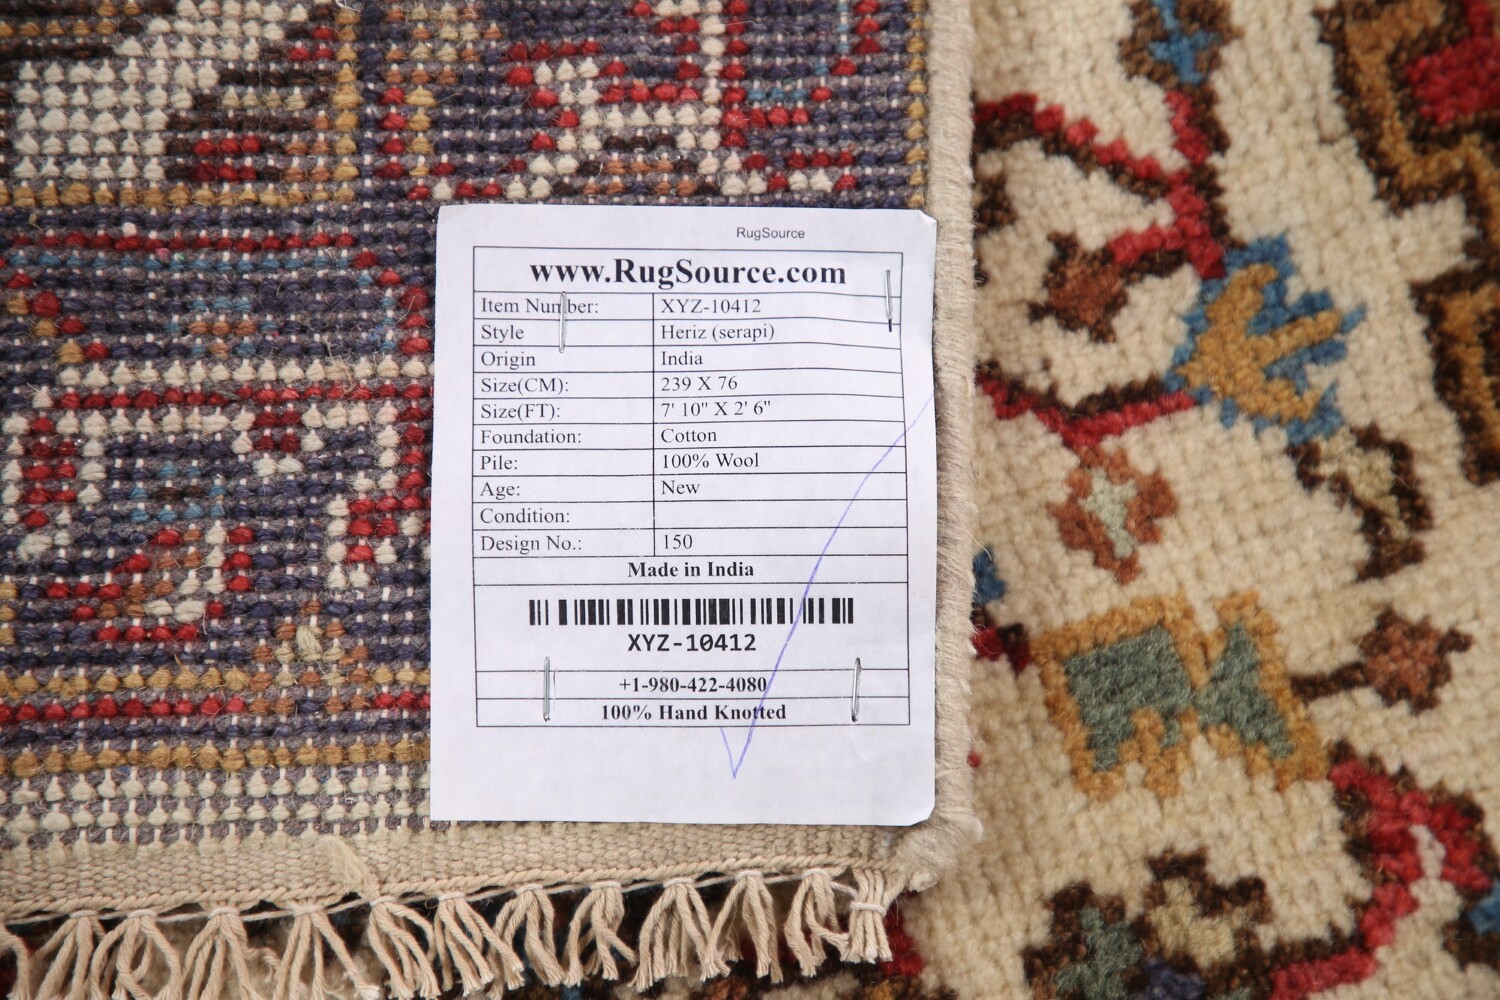 RugSource
www.RugSource.com
Item Number: XYZ-10412
Style Heriz (serapi)
Origin India
Size(CM): 239 X 76
Size(FT): 7' 10" X 2' 6"
Foundation: Cotton
Pile: 100% Wool
Age: New
Condition:
Design No.: 150
Made in India
XYZ-10412
+1-980-422-4080
100% Hand Knotted